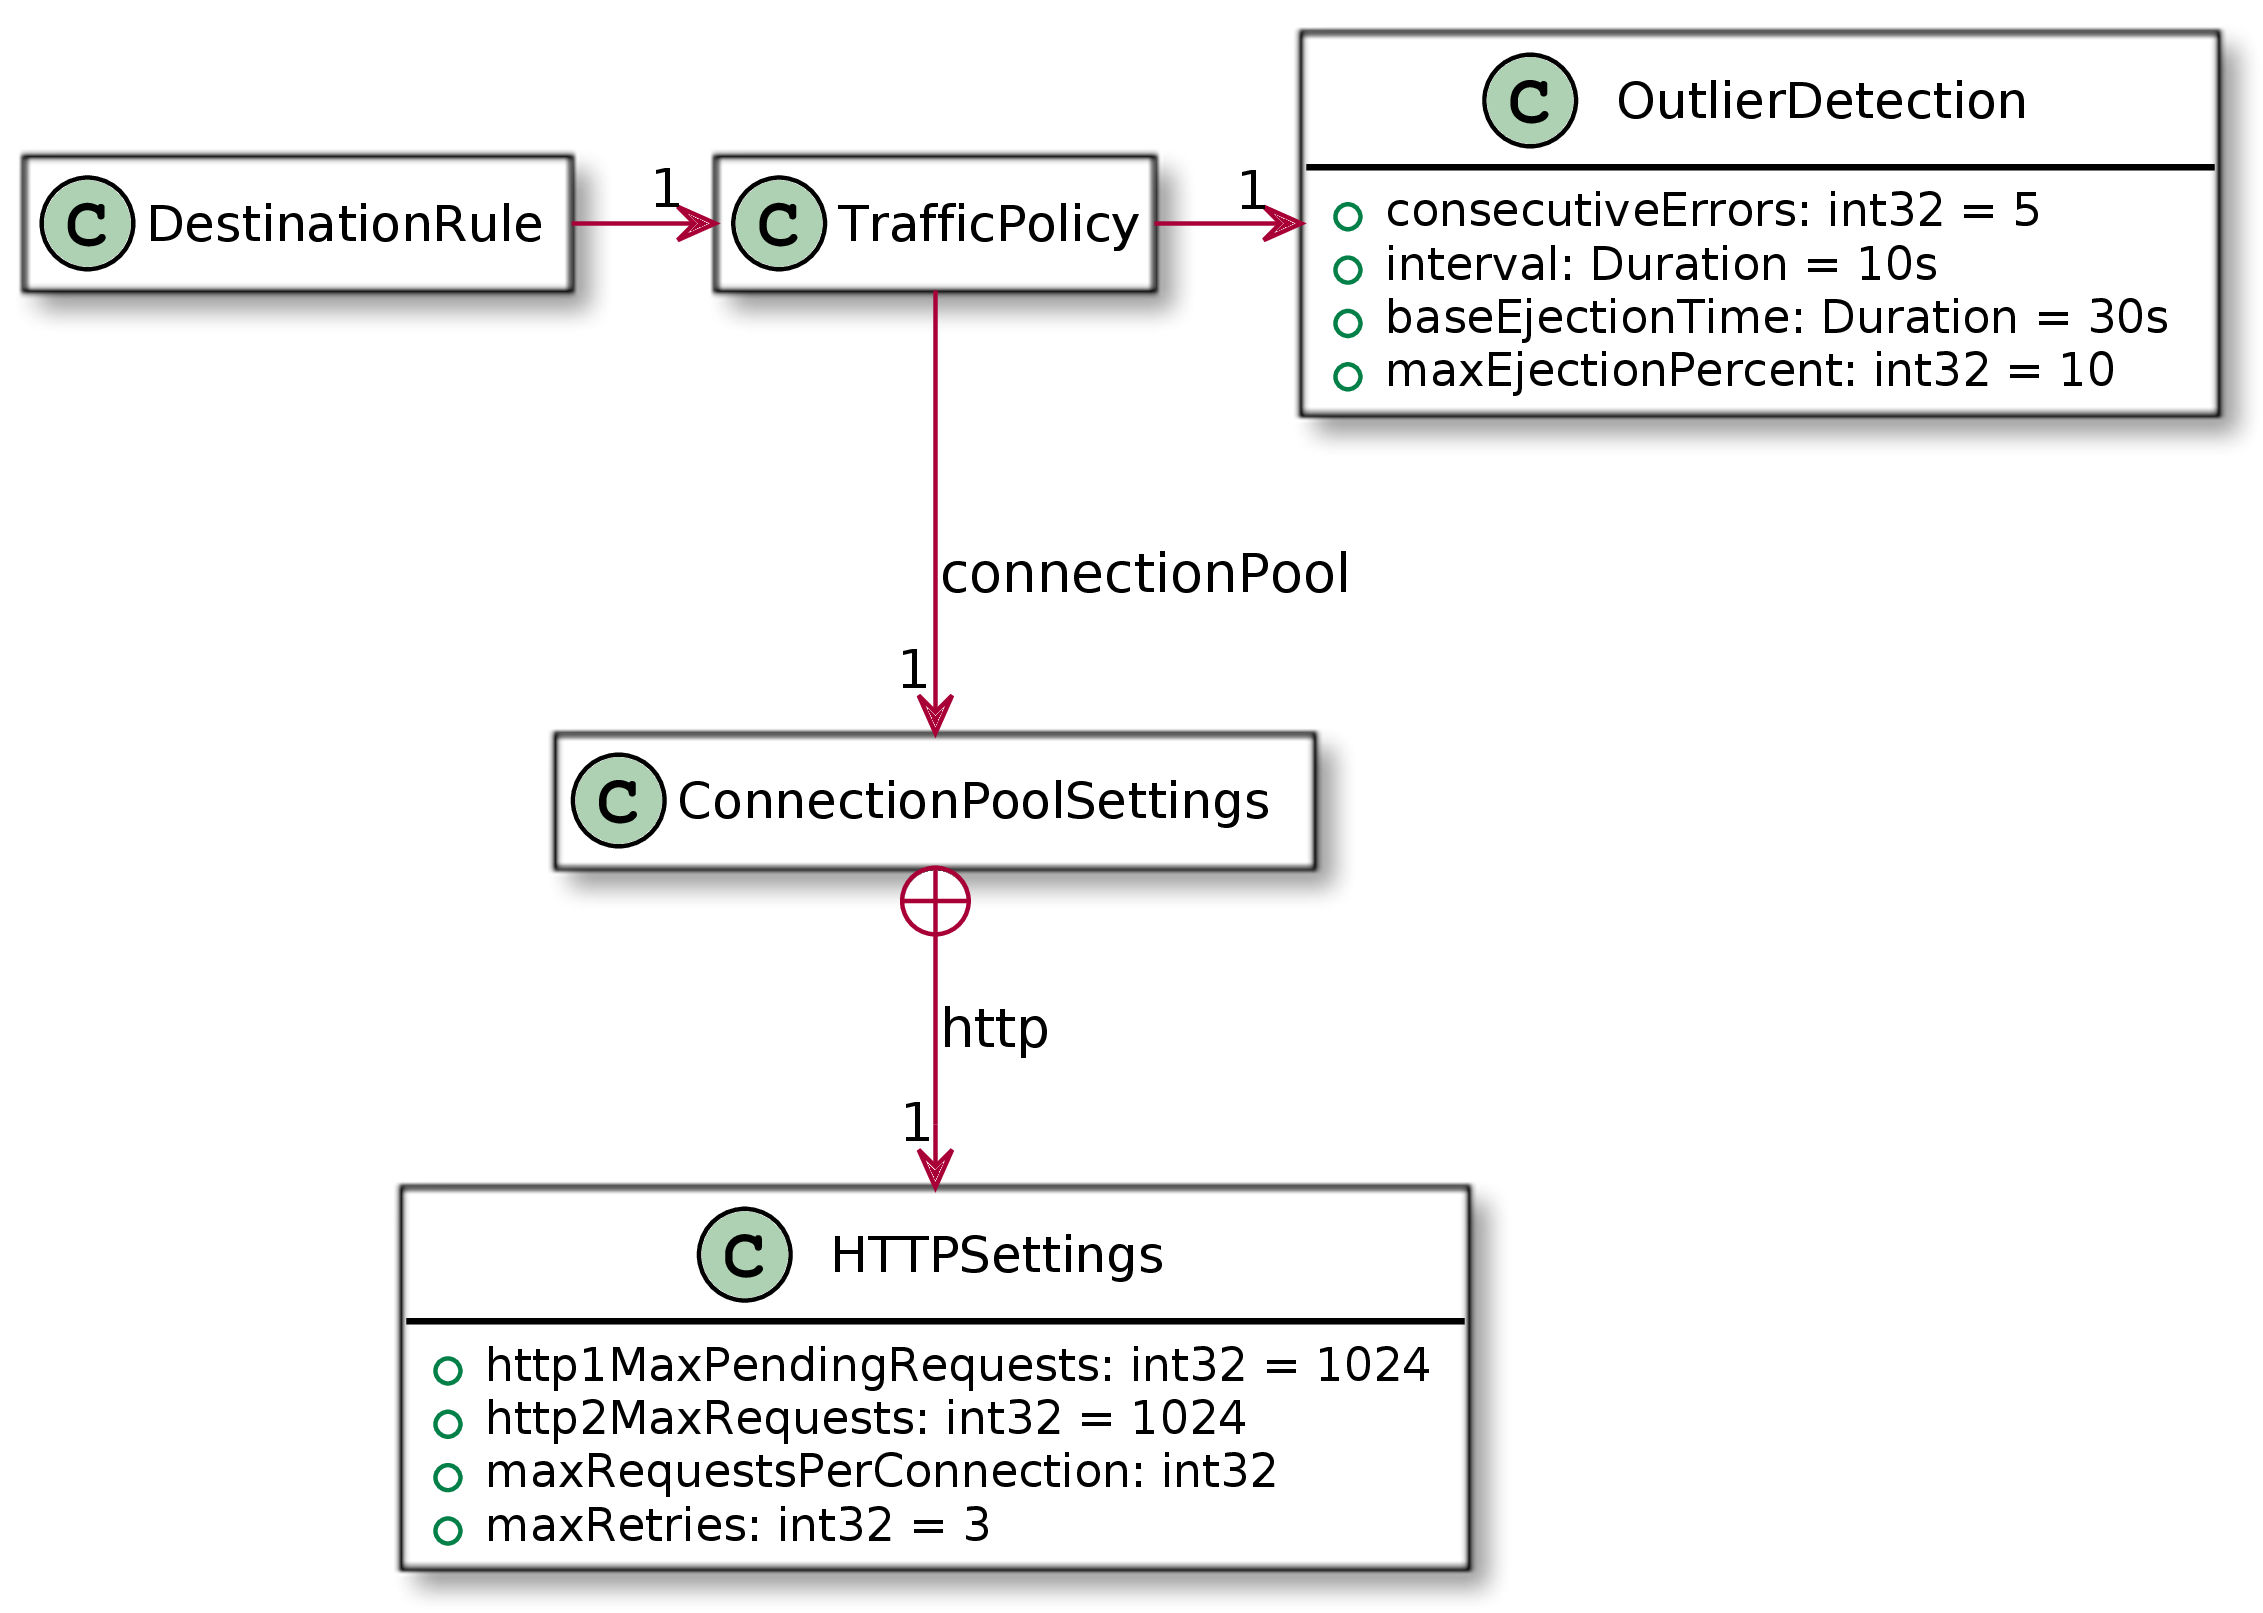 C DestinationRule
1
C TrafficPolicy
1
C OutlierDetection
consecutiveErrors: int32 = 5
interval: Duration = 10s
baseEjectionTime: Duration = 30s
maxEjectionPercent: int32 = 10
connectionPool
1
C ConnectionPoolSettings
http
1
C HTTPSettings
http1MaxPendingRequests: int32 = 1024
http2MaxRequests: int32 = 1024
maxRequestsPerConnection: int32
maxRetries: int32 = 3